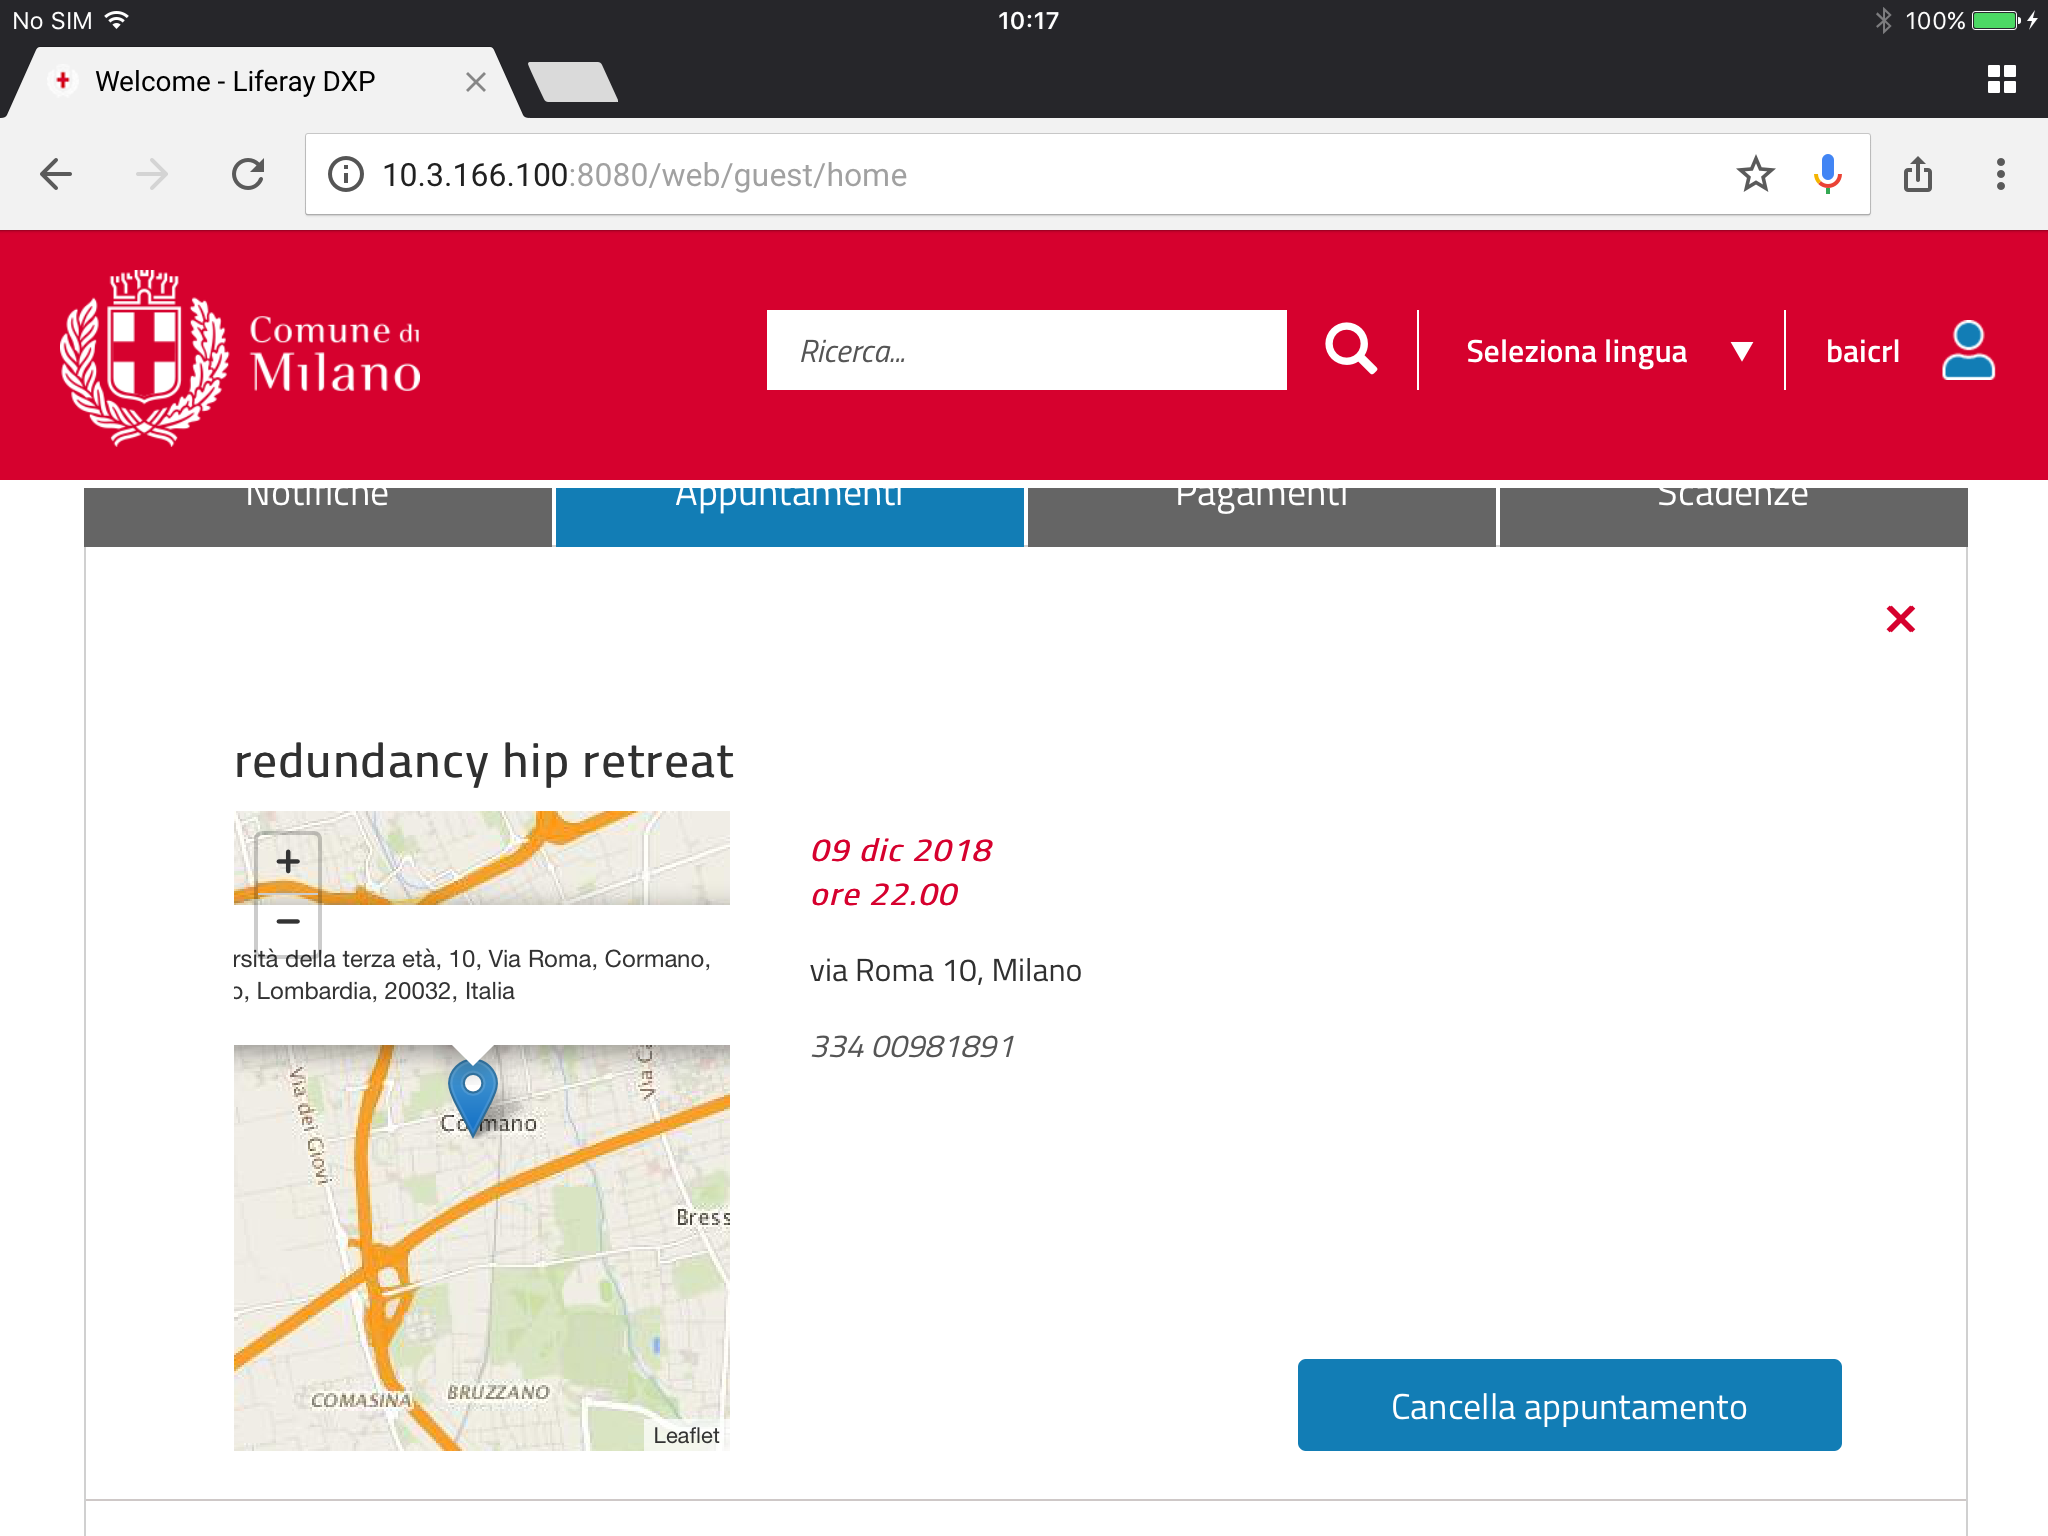 No SIM
10:17
100%
Welcome - Liferay DXP
10.3.166.100:8080/web/guest/home
Comune di
Milano
Ricerca...
Seleziona lingua
baicrl
Notifiche
Appuntamenti
Pagamenti
Scadenze
redundancy hip retreat
+
−
rsità della terza età, 10, Via Roma, Cormano,
o, Lombardia, 20032, Italia
Via dei Giovi
Cormano
Via C
Bress
COMASINA
BRUZZANO
Leaflet
09 dic 2018
ore 22.00
via Roma 10, Milano
334 00981891
Cancella appuntamento